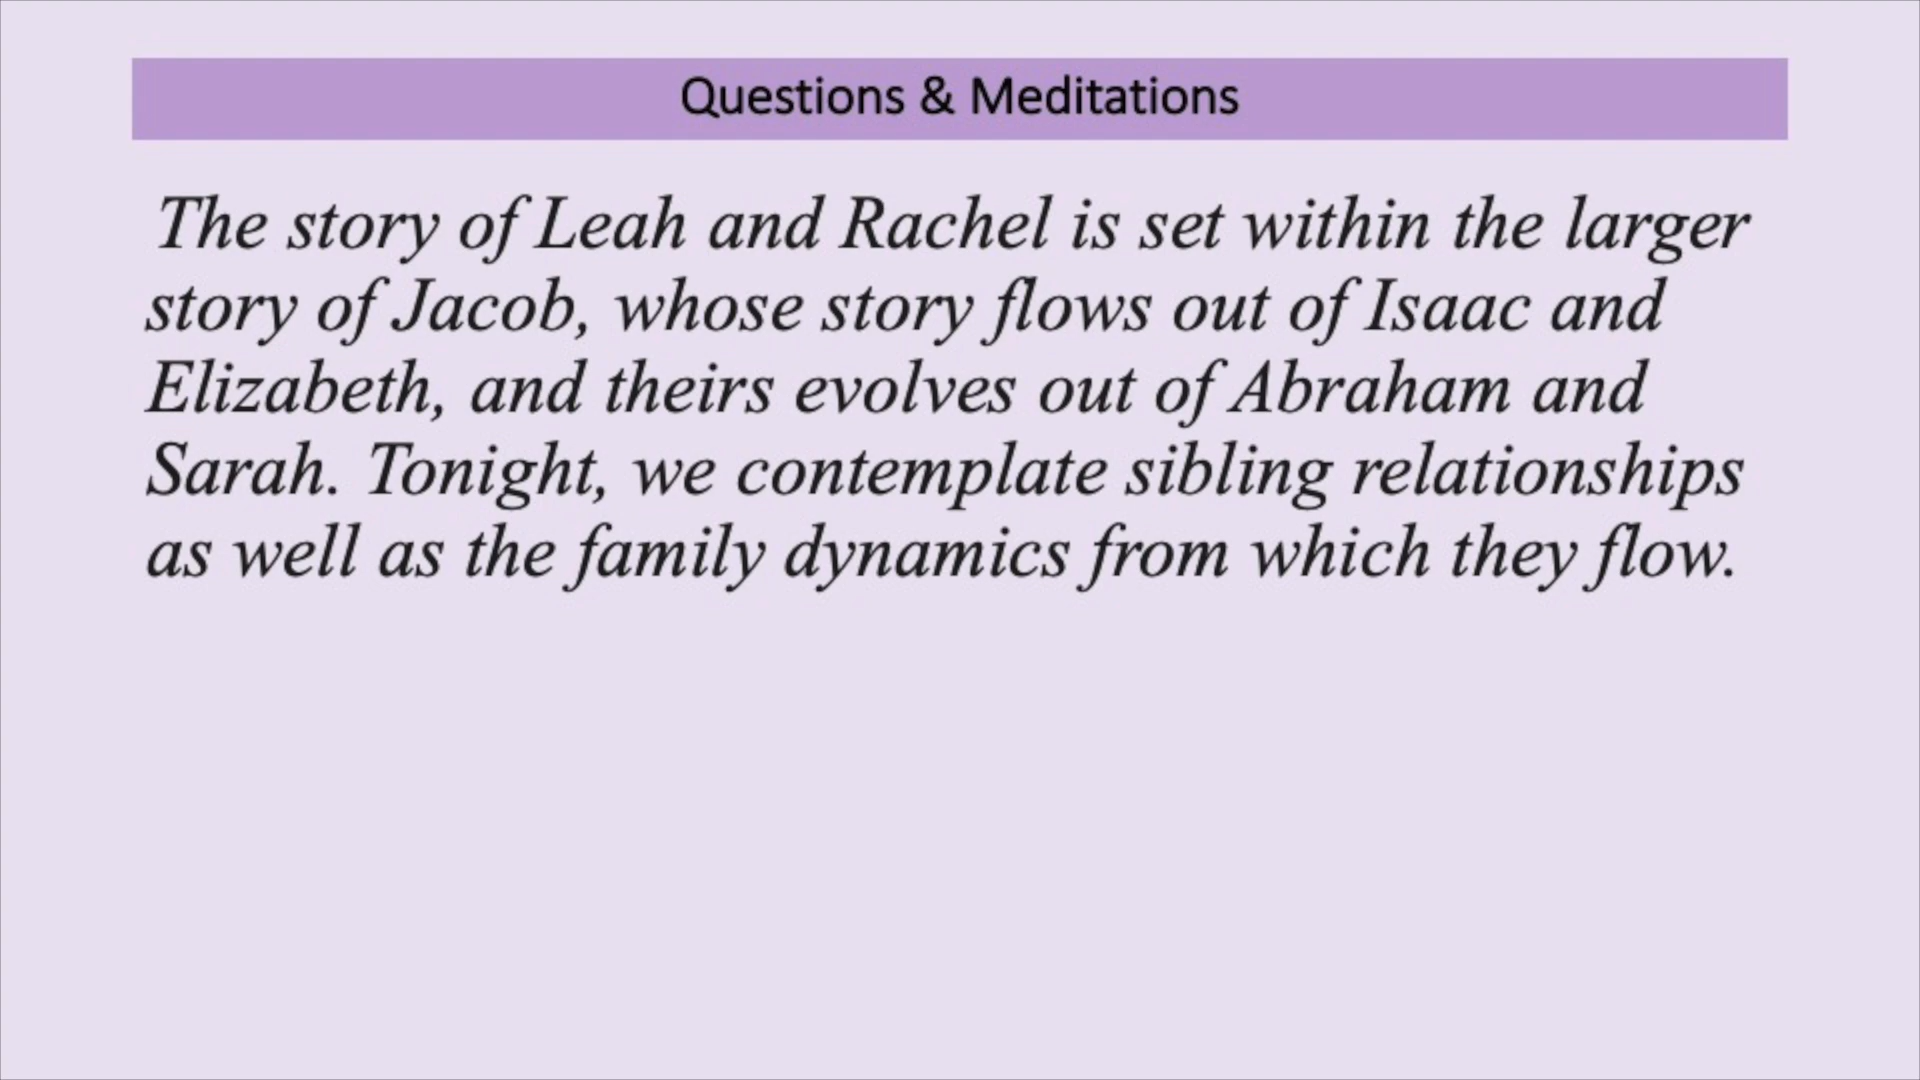 Questions & Meditations
The story of Leah and Rachel is set within the larger
story of Jacob, whose story flows out of Isaac and
Elizabeth, and theirs evolves out of Abraham and
Sarah. Tonight, we contemplate sibling relationships
as well as the family dynamics from which they flow.